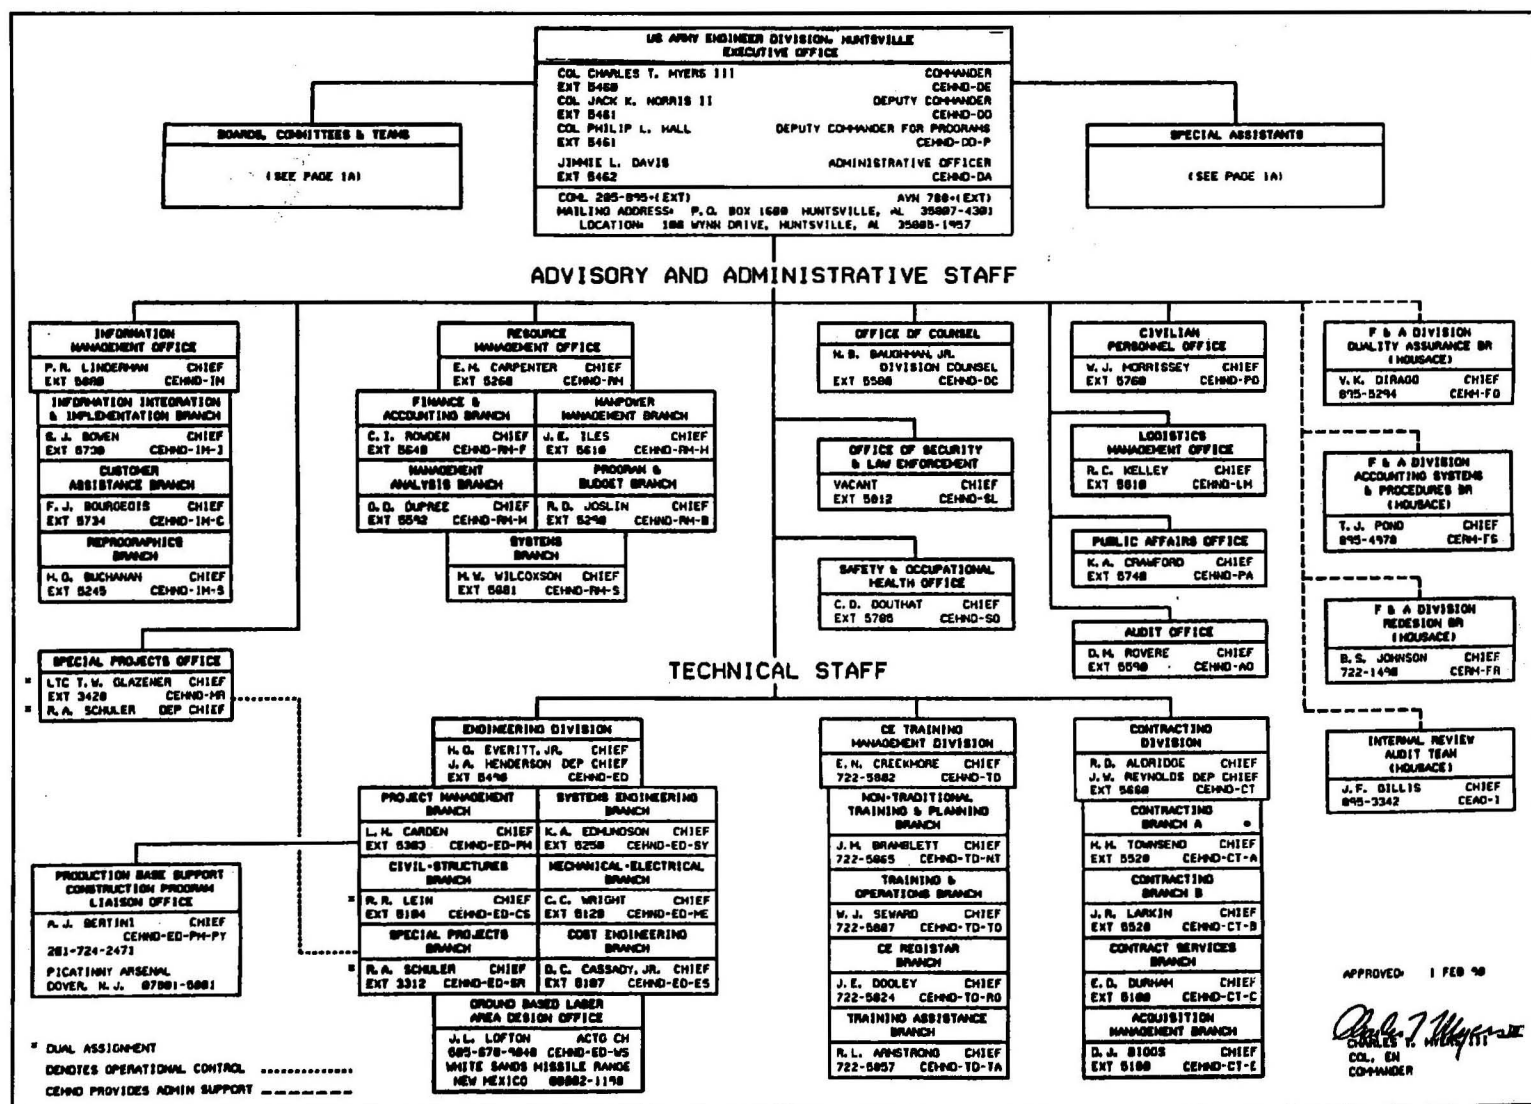 US ARMY ENGINEER DIVISION, HUNTSVILLE
EXECUTIVE OFFICE
COL CHARLES T. MYERS III COMMANDER
EXT 5460 CEHND-DE
COL JACK K. NORRIS II DEPUTY COMMANDER
EXT 5461 CEHND-DD
COL PHILIP L. HALL DEPUTY COMMANDER FOR PROGRAMS
EXT 5461 CEHND-DD-P
JIMMIE L. DAVIS ADMINISTRATIVE OFFICER
EXT 5462 CEHND-DA
COML 205-895+(EXT) AVN 788+(EXT)
MAILING ADDRESS: P.O. BOX 1600 HUNTSVILLE, AL 35807-4301
LOCATION: 106 WYNN DRIVE, HUNTSVILLE, AL 35805-1957
BOARDS, COMMITTEES & TEAMS
(SEE PAGE 1A)
SPECIAL ASSISTANTS
(SEE PAGE 1A)
ADVISORY AND ADMINISTRATIVE STAFF
INFORMATION
MANAGEMENT OFFICE
P.R. LINDERMAN CHIEF
EXT CEHND-IM
INFORMATION INTEGRATION
& IMPLEMENTATION BRANCH
S. J. BOWEN CHIEF
EXT 5730 CEHND-IM-I
CUSTOMER
ASSISTANCE BRANCH
F. J. BOURGEOIS CHIEF
EXT 5734 CEHND-IM-C
REPROGRAPHICS
BRANCH
H. G. BUCHANAN CHIEF
EXT 5245 CEHND-IM-S
SPECIAL PROJECTS OFFICE
* LTC T.W. GLAZENER CHIEF
EXT 3420 CEHND-MR
* R.A. SCHULER DEP CHIEF
RESOURCE
MANAGEMENT OFFICE
E.M. CARPENTER CHIEF
EXT 5260 CEHND-RM
FINANCE &
ACCOUNTING BRANCH
C. I. ROWDEN CHIEF
EXT 5640 CEHND-RM-F
MANPOWER
MANAGEMENT BRANCH
J.E. ILES CHIEF
EXT 5610 CEHND-RM-M
MANAGEMENT
ANALYSIS BRANCH
G.D. DUPREE CHIEF
EXT 5592 CEHND-RM-M
PROGRAM &
BUDGET BRANCH
R.D. JOSLIN CHIEF
EXT 5290 CEHND-RM-B
SYSTEMS
BRANCH
M.W. WILCOXSON CHIEF
EXT CEHND-RM-S
OFFICE OF COUNSEL
H. B. BAUGHMAN, JR.
DIVISION COUNSEL
EXT 5500 CEHND-OC
OFFICE OF SECURITY
& LAW ENFORCEMENT
VACANT CHIEF
EXT CEHND-SL
SAFETY & OCCUPATIONAL
HEALTH OFFICE
C.D. DOUTHAT CHIEF
EXT CEHND-SO
CIVILIAN
PERSONNEL OFFICE
W.J. MORRISSEY CHIEF
EXT 5760 CEHND-PO
LOGISTICS
MANAGEMENT OFFICE
R.C. KELLEY CHIEF
EXT CEHND-LM
PUBLIC AFFAIRS OFFICE
K.A. CRAWFORD CHIEF
EXT 5740 CEHND-PA
AUDIT OFFICE
D.M. ROVERE CHIEF
EXT 5590 CEHND-AO
F & A DIVISION
QUALITY ASSURANCE BR
(HQUSACE)
V.K. DIRAGO CHIEF
895-5294 CERM-FQ
F & A DIVISION
ACCOUNTING SYSTEMS
& PROCEDURES BR
(HQUSACE)
T.J. POND CHIEF
895-4970 CERM-FS
F & A DIVISION
REDESIGN BR
(HQUSACE)
B.S. JOHNSON CHIEF
722-1490 CERM-FR
INTERNAL REVIEW
AUDIT TEAM
(HQUSACE)
J.F. GILLIS CHIEF
895-3342 CEAO-I
TECHNICAL STAFF
ENGINEERING DIVISION
H.G. EVERITT, JR. CHIEF
J.A. HENDERSON DEP CHIEF
EXT 5490 CEHND-ED
PROJECT MANAGEMENT
BRANCH
L.H. CARDEN CHIEF
EXT 5303 CEHND-ED-PM
SYSTEMS ENGINEERING
BRANCH
K.A. EDMUNDSON CHIEF
EXT 5250 CEHND-ED-SY
CIVIL-STRUCTURES
BRANCH
* R.R. LEIN CHIEF
EXT 5184 CEHND-ED-CS
MECHANICAL-ELECTRICAL
BRANCH
C.C. WRIGHT CHIEF
EXT 5120 CEHND-ED-ME
SPECIAL PROJECTS
BRANCH
* R.A. SCHULER CHIEF
EXT 3312 CEHND-ED-SR
COST ENGINEERING
BRANCH
D.C. CASSADY, JR. CHIEF
EXT 5187 CEHND-ED-ES
GROUND BASED LASER
AREA DESIGN OFFICE
J.L. LOFTON ACTG CH
CEHND-ED-WS
WHITE SANDS MISSILE RANGE
NEW MEXICO
PRODUCTION BASE SUPPORT
CONSTRUCTION PROGRAM
LIAISON OFFICE
A.J. BERTINI CHIEF
CEHND-ED-PM-PY
201-724-2471
PICATINNY ARSENAL
DOVER, N.J. 07801-5001
CE TRAINING
MANAGEMENT DIVISION
E.N. CREEKMORE CHIEF
722-5802 CEHND-TD
NON-TRADITIONAL
TRAINING & PLANNING
BRANCH
J.M. BRAMBLETT CHIEF
722-5865 CEHND-TD-NT
TRAINING &
OPERATIONS BRANCH
W.J. SEWARD CHIEF
722-5807 CEHND-TD-TO
CE REGISTAR
BRANCH
J.E. DOOLEY CHIEF
722-5824 CEHND-TD-RG
TRAINING ASSISTANCE
BRANCH
R.L. ARMSTRONG CHIEF
722-5857 CEHND-TD-TA
CONTRACTING
DIVISION
R.D. ALDRIDGE CHIEF
J.W. REYNOLDS DEP CHIEF
EXT 5660 CEHND-CT
CONTRACTING
BRANCH A
H.H. TOWNSEND CHIEF
EXT 5520 CEHND-CT-A
CONTRACTING
BRANCH B
J.R. LARKIN CHIEF
EXT 5520 CEHND-CT-B
CONTRACT SERVICES
BRANCH
E.D. DURHAM CHIEF
EXT 5180 CEHND-CT-C
ACQUISITION
MANAGEMENT BRANCH
D.J. BIGGS CHIEF
EXT 5180 CEHND-CT-E
APPROVED: 1 FEB 90
Charles T Myers III
CHARLES T. MYERS III
COL, EN
COMMANDER
* DUAL ASSIGNMENT
DENOTES OPERATIONAL CONTROL
CEHND PROVIDES ADMIN SUPPORT